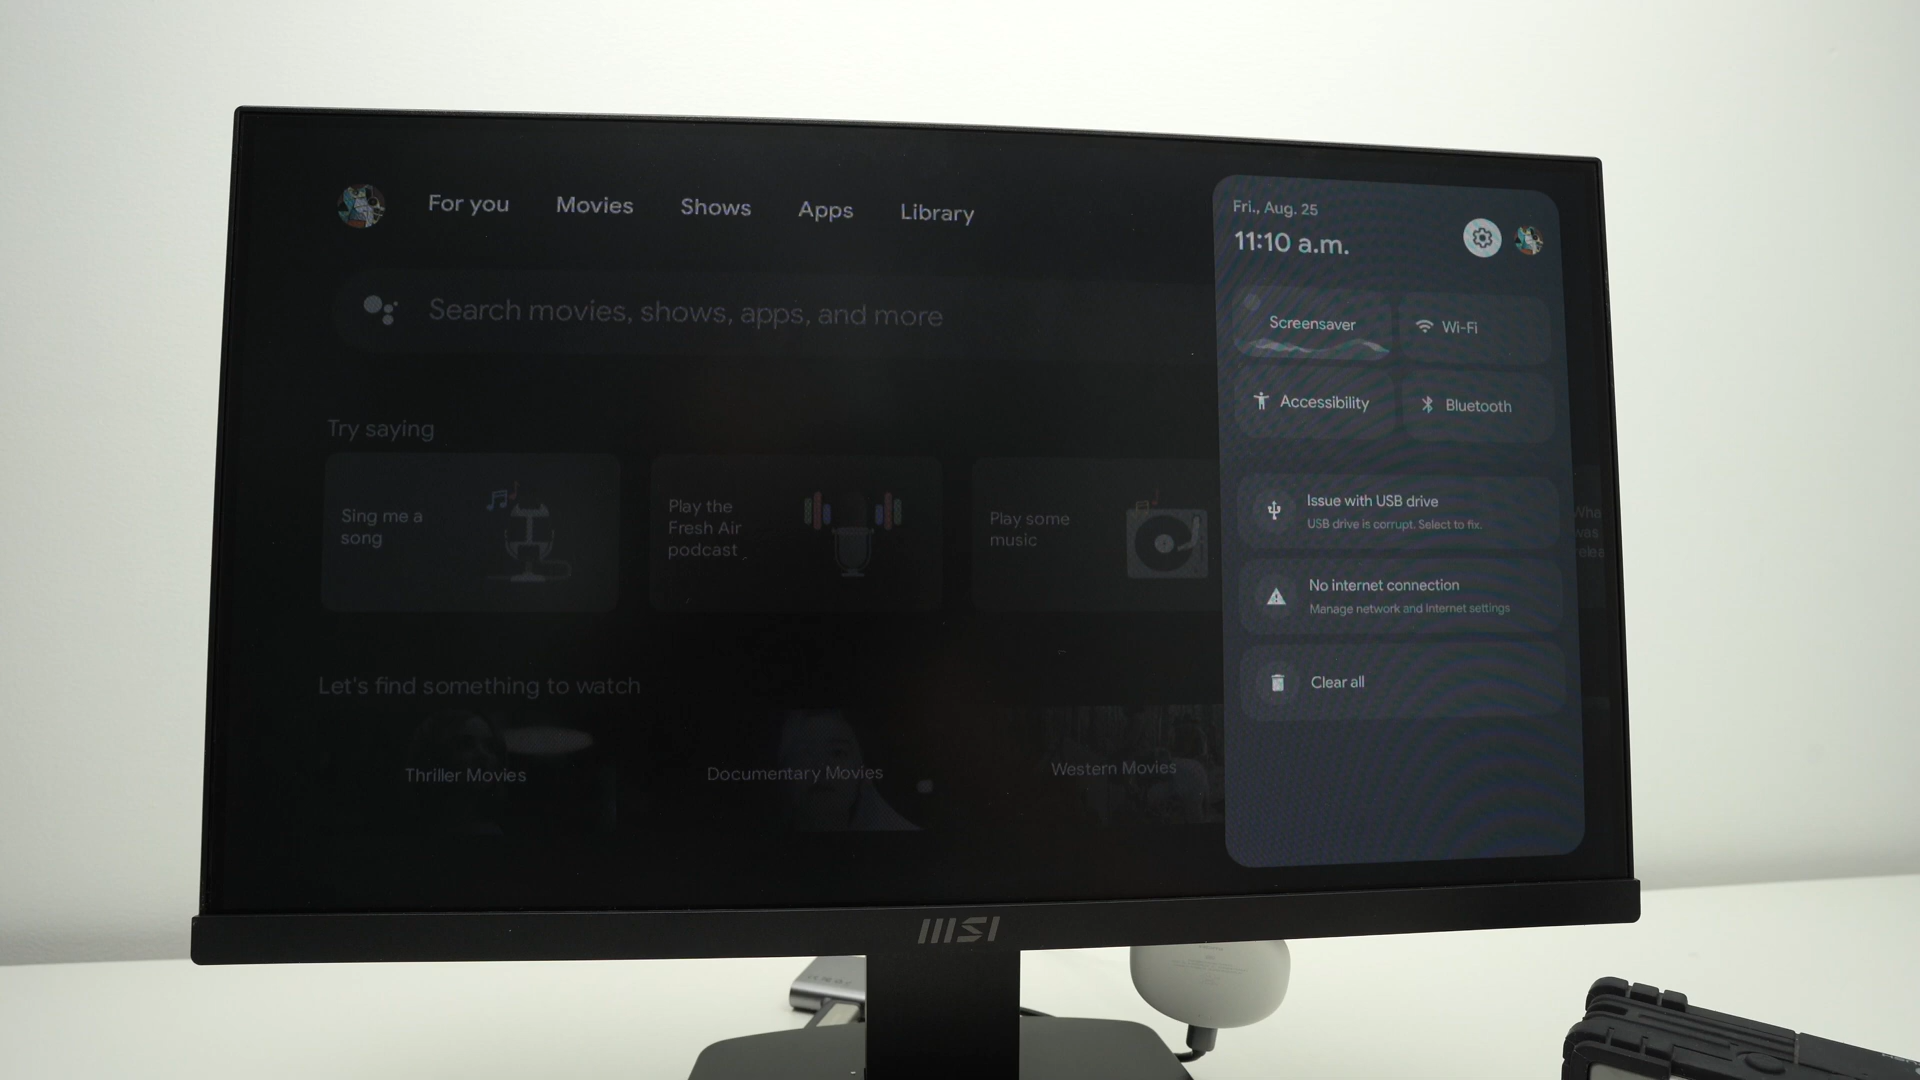 For you Movies Shows Apps Library
Search movies, shows, apps, and more
Try saying
Sing me a
song
Play the
Fresh Air
podcast
Play some
music
Let's find something to watch
Thriller Movies
Documentary Movies
Western Movies
Fri., Aug. 25
11:10 a.m.
Screensaver
Wi-Fi
Accessibility
Bluetooth
Issue with USB drive
USB drive is corrupt. Select to fix.
No internet connection
Manage network and internet settings
Clear all
was
msi